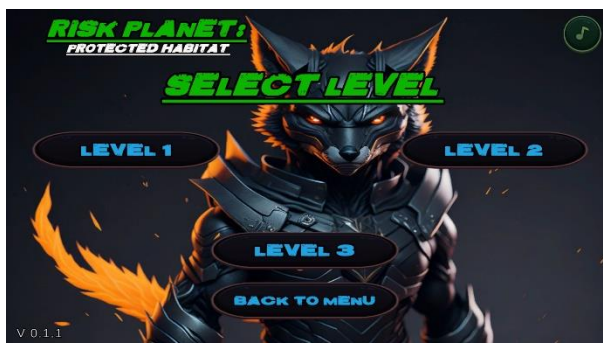 RISK PLANET:
PROTECTED HABITAT
SELECT LEVEL
LEVEL 1
LEVEL 2
LEVEL 3
BACK TO MENU
V 0.1.1